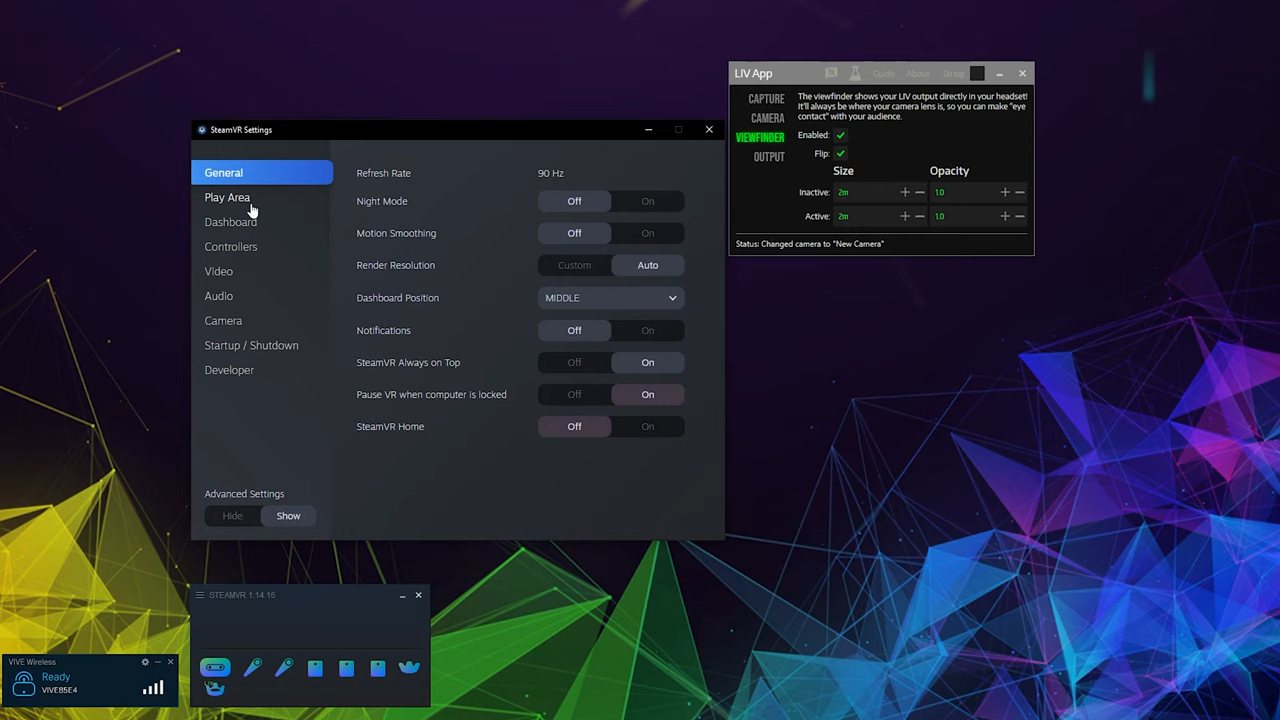 SteamVR Settings
General
Play Area
Dashboard
Controllers
Video
Audio
Camera
Startup / Shutdown
Developer
Advanced Settings
Hide Show
Refresh Rate 90 Hz
Night Mode Off On
Motion Smoothing Off On
Render Resolution Custom Auto
Dashboard Position MIDDLE
Notifications Off On
SteamVR Always on Top Off On
Pause VR when computer is locked Off On
SteamVR Home Off On
LIV App Guide About On top
CAPTURE
CAMERA
VIEWFINDER
OUTPUT
The viewfinder shows your LIV output directly in your headset!
It'll always be where your camera lens is, so you can make "eye
contact" with your audience.
Enabled:
Flip:
Size Opacity
Inactive: 2m + − 1.0 + −
Active: 2m + − 1.0 + −
Status: Changed camera to "New Camera"
STEAMVR 1.14.16
VIVE Wireless
Ready
VIVE85E4